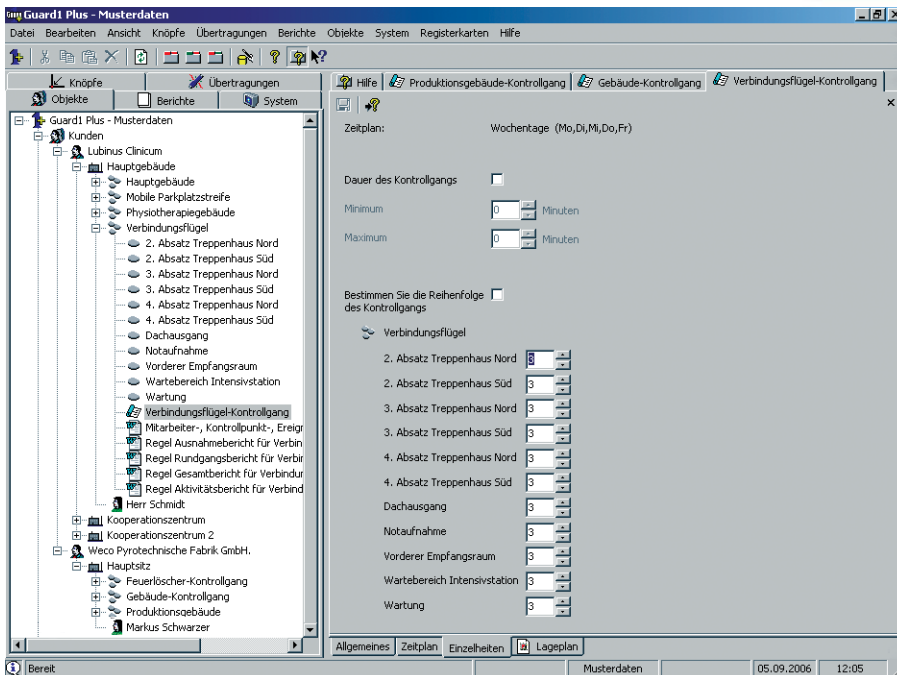 Guard1 Plus - Musterdaten
Datei Bearbeiten Ansicht Knöpfe Übertragungen Berichte Objekte System Registerkarten Hilfe
Knöpfe Übertragungen
Objekte Berichte System
Guard1 Plus - Musterdaten
Kunden
Lubinus Clinicum
Hauptgebäude
Hauptgebäude
Mobile Parkplatzstreife
Physiotherapiegebäude
Verbindungsflügel
2. Absatz Treppenhaus Nord
2. Absatz Treppenhaus Süd
3. Absatz Treppenhaus Nord
3. Absatz Treppenhaus Süd
4. Absatz Treppenhaus Nord
4. Absatz Treppenhaus Süd
Dachausgang
Notaufnahme
Vorderer Empfangsraum
Wartebereich Intensivstation
Wartung
Verbindungsflügel-Kontrollgang
Mitarbeiter-, Kontrollpunkt-, Ereigr
Regel Ausnahmebericht für Verbin
Regel Rundgangsbericht für Verbir
Regel Gesamtbericht für Verbindur
Regel Aktivitätsbericht für Verbind
Herr Schmidt
Kooperationszentrum
Kooperationszentrum 2
Weco Pyrotechnische Fabrik GmbH.
Hauptsitz
Feuerlöscher-Kontrollgang
Gebäude-Kontrollgang
Produktionsgebäude
Markus Schwarzer
Hilfe Produktionsgebäude-Kontrollgang Gebäude-Kontrollgang Verbindungsflügel-Kontrollgang
Zeitplan: Wochentage (Mo,Di,Mi,Do,Fr)
Dauer des Kontrollgangs
Minimum 0 Minuten
Maximum 0 Minuten
Bestimmen Sie die Reihenfolge
des Kontrollgangs
Verbindungsflügel
2. Absatz Treppenhaus Nord 3
2. Absatz Treppenhaus Süd 3
3. Absatz Treppenhaus Nord 3
3. Absatz Treppenhaus Süd 3
4. Absatz Treppenhaus Nord 3
4. Absatz Treppenhaus Süd 3
Dachausgang 3
Notaufnahme 3
Vorderer Empfangsraum 3
Wartebereich Intensivstation 3
Wartung 3
Allgemeines Zeitplan Einzelheiten Lageplan
Bereit Musterdaten 05.09.2006 12:05